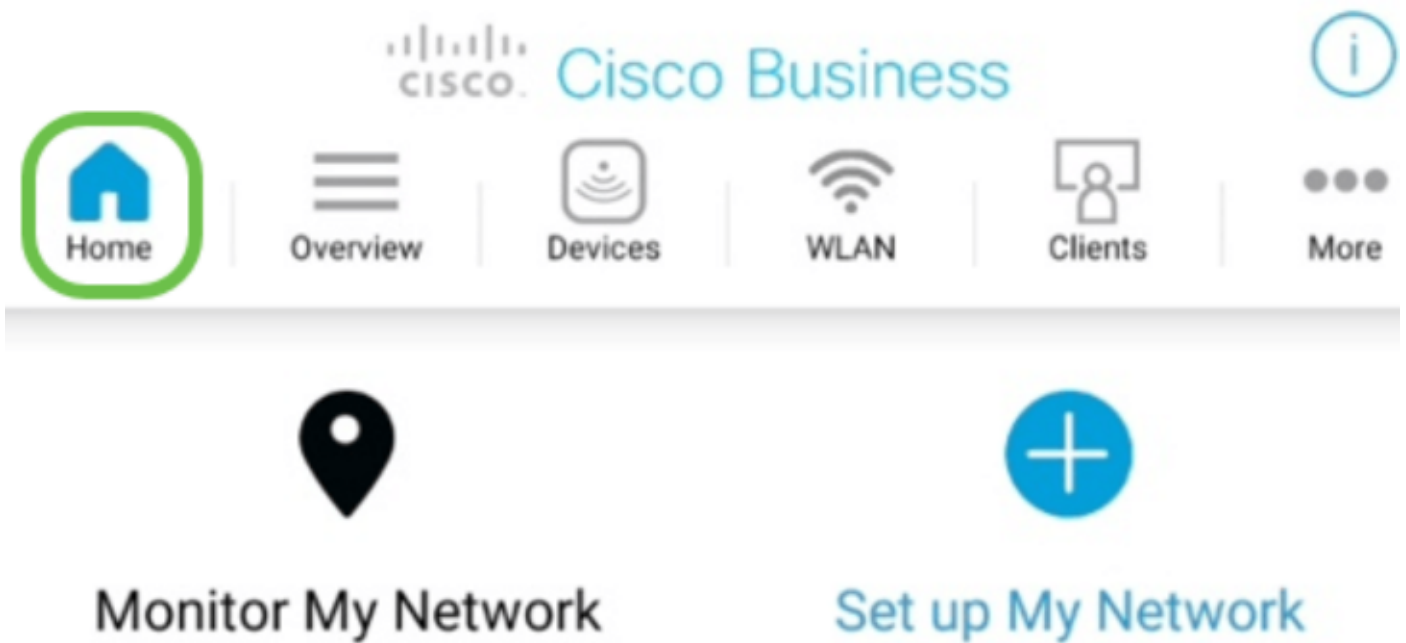 CISCO. Cisco Business i
Home Overview Devices WLAN Clients More
Monitor My Network Set up My Network